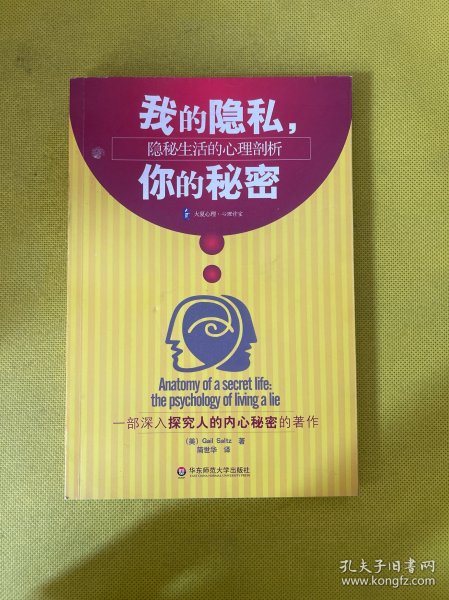 我的隐私，
隐秘生活的心理剖析
你的秘密
大夏心理·心理诊室
Anatomy of a secret life:
the psychology of living a lie
一部深入探究人的内心秘密的著作
（美）Gail Saltz 著
简世华 译
华东师范大学出版社
孔夫子旧书网
www.kongfz.com